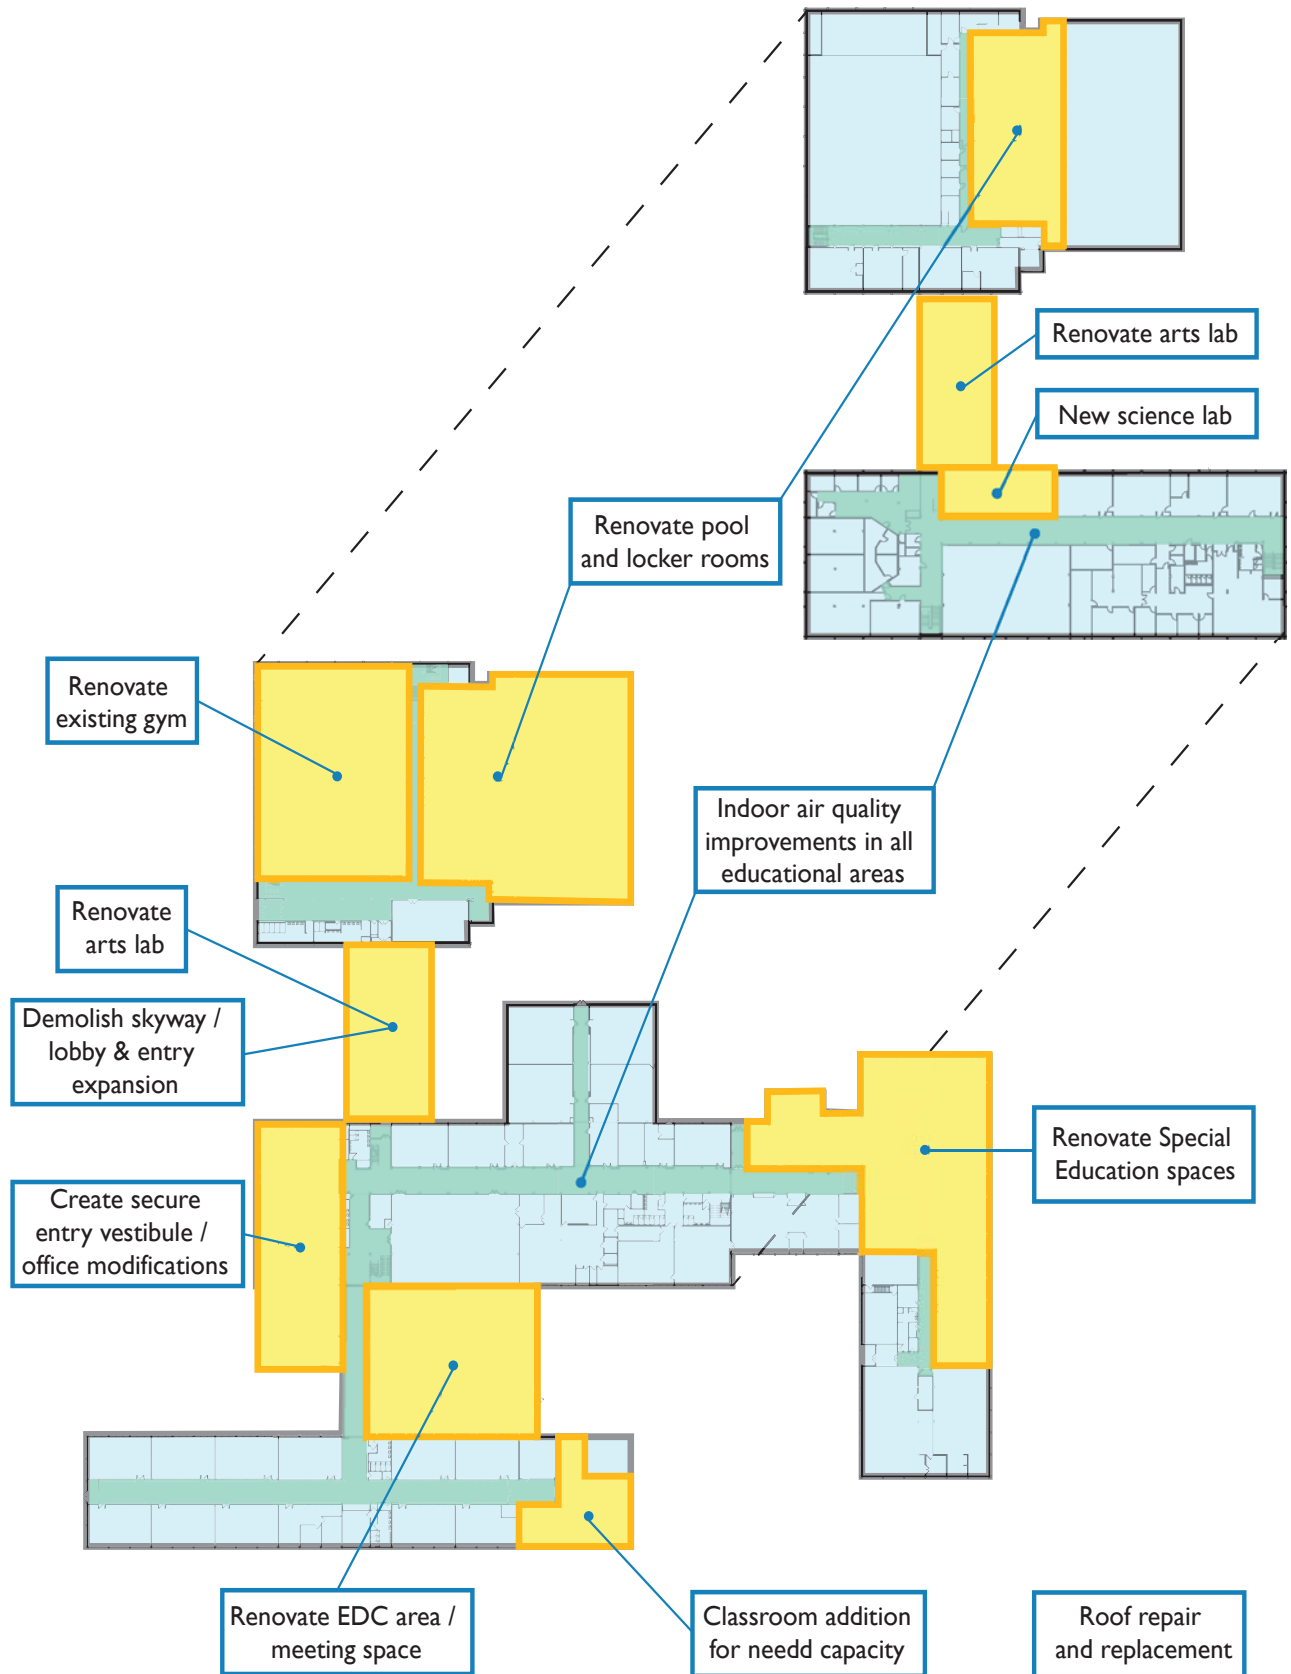 Renovate arts lab
New science lab
Renovate pool
and locker rooms
Renovate
existing gym
Indoor air quality
improvements in all
educational areas
Renovate
arts lab
Demolish skyway /
lobby & entry
expansion
Renovate Special
Education spaces
Create secure
entry vestibule /
office modifications
Renovate EDC area /
meeting space
Classroom addition
for needd capacity
Roof repair
and replacement